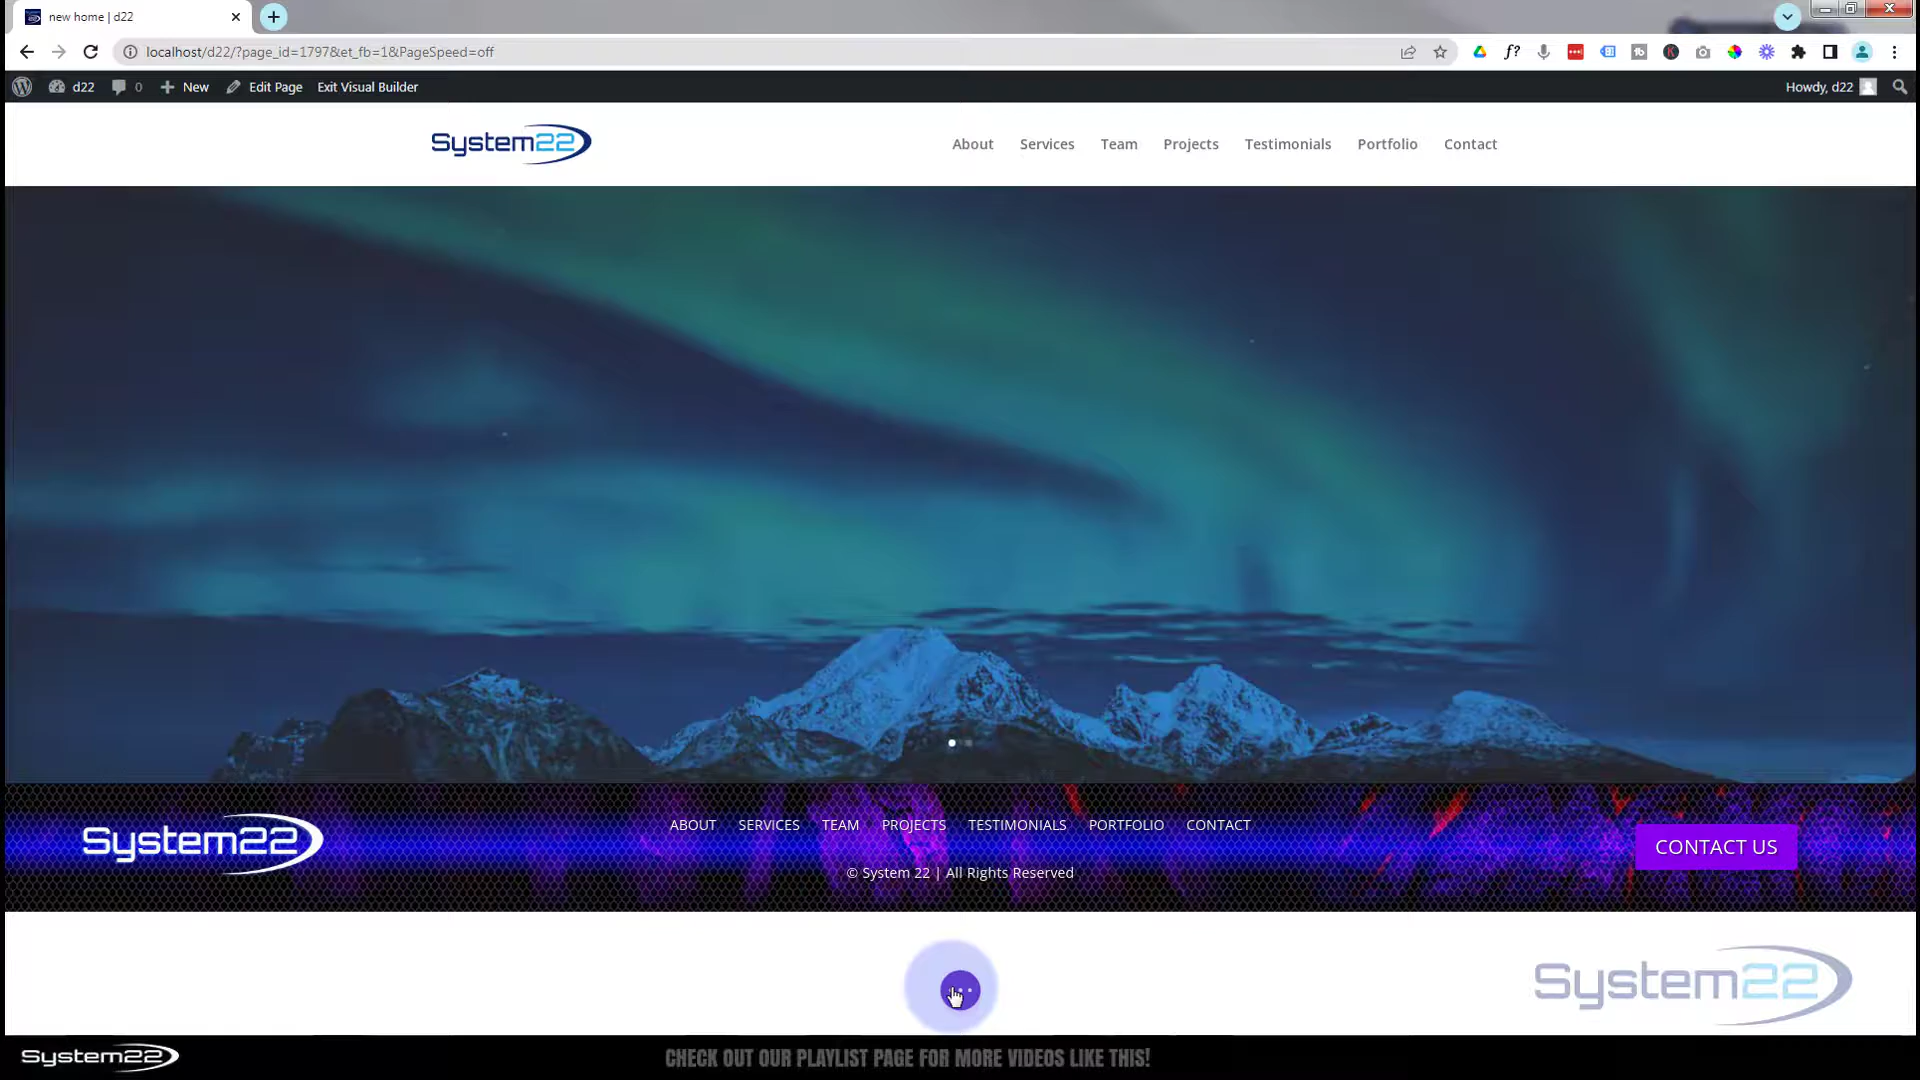 new home | d22
localhost/d22/?page_id=1797&et_fb=1&PageSpeed=off
d22 0 New Edit Page Exit Visual Builder Howdy, d22
System22 About Services Team Projects Testimonials Portfolio Contact
System22 ABOUT SERVICES TEAM PROJECTS TESTIMONIALS PORTFOLIO CONTACT
CONTACT US
© System 22 | All Rights Reserved
System22
System22 CHECK OUT OUR PLAYLIST PAGE FOR MORE VIDEOS LIKE THIS!